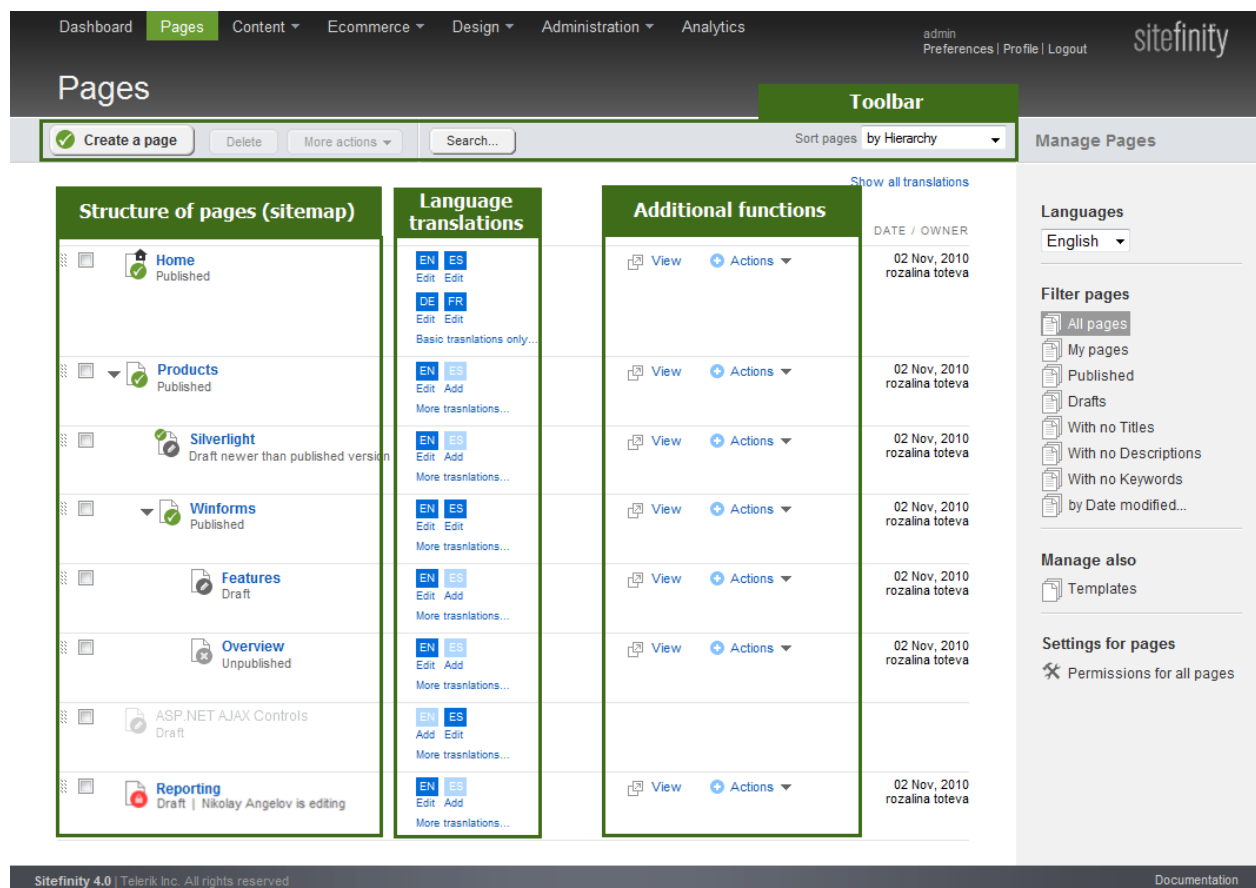 Dashboard Pages Content Ecommerce Design Administration Analytics
admin
Preferences | Profile | Logout
sitefinity
Pages
Toolbar
Create a page Delete More actions Search... Sort pages by Hierarchy Manage Pages
Show all translations
Structure of pages (sitemap)
Language
translations
Additional functions
DATE / OWNER
Home
Published
EN ES
Edit Edit
DE FR
Edit Edit
Basic trasnlations only...
View Actions
02 Nov, 2010
rozalina toteva
Products
Published
EN ES
Edit Add
More trasnlations...
View Actions
02 Nov, 2010
rozalina toteva
Silverlight
Draft newer than published version
EN ES
Edit Add
More trasnlations...
View Actions
02 Nov, 2010
rozalina toteva
Winforms
Published
EN ES
Edit Edit
More trasnlations...
View Actions
02 Nov, 2010
rozalina toteva
Features
Draft
EN ES
Edit Add
More trasnlations...
View Actions
02 Nov, 2010
rozalina toteva
Overview
Unpublished
EN ES
Edit Add
More trasnlations...
View Actions
02 Nov, 2010
rozalina toteva
ASP.NET AJAX Controls
Draft
EN ES
Add Edit
More trasnlations...
Reporting
Draft | Nikolay Angelov is editing
EN ES
Edit Add
More trasnlations...
View Actions
02 Nov, 2010
rozalina toteva
Languages
English
Filter pages
All pages
My pages
Published
Drafts
With no Titles
With no Descriptions
With no Keywords
by Date modified...
Manage also
Templates
Settings for pages
Permissions for all pages
Sitefinity 4.0 | Telerik Inc. All rights reserved
Documentation